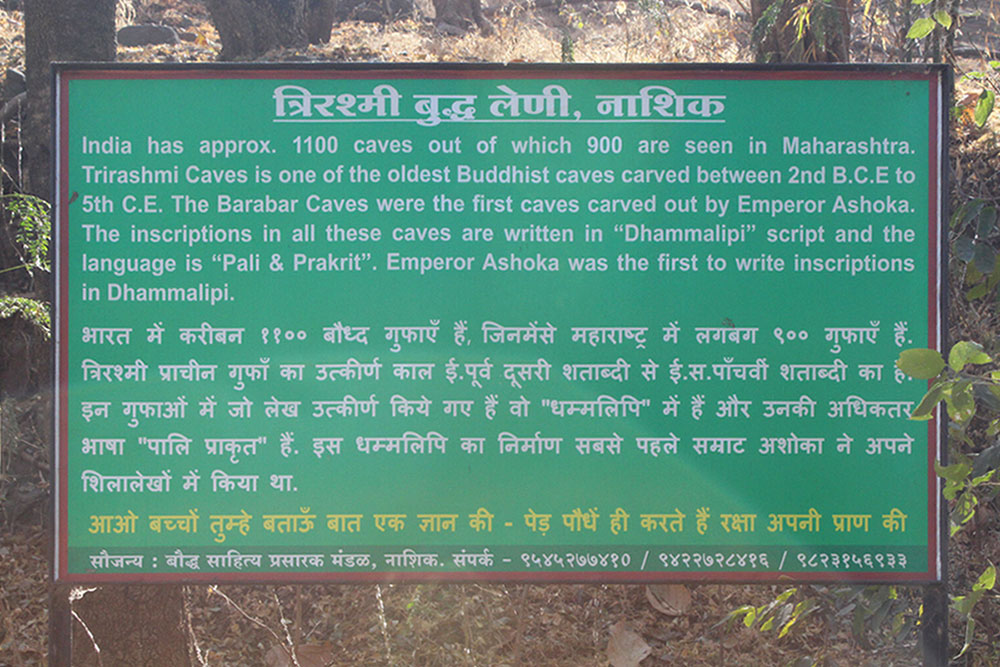 त्रिरश्मी बुद्ध लेणी, नाशिक
India has approx. 1100 caves out of which 900 are seen in Maharashtra.
Trirashmi Caves is one of the oldest Buddhist caves carved between 2nd B.C.E to
5th C.E. The Barabar Caves were the first caves carved out by Emperor Ashoka.
The inscriptions in all these caves are written in “Dhammalipi” script and the
language is “Pali & Prakrit”. Emperor Ashoka was the first to write inscriptions
in Dhammalipi.
भारत में करीबन ११०० बौध्द गुफाएँ हैं, जिनमेंसे महाराष्ट्र में लगबग ९०० गुफाएँ हैं.
त्रिरश्मी प्राचीन गुफाँ का उत्कीर्ण काल ई.पूर्व दूसरी शताब्दी से ई.स.पाँचवीं शताब्दी का है.
इन गुफाओं में जो लेख उत्कीर्ण किये गए हैं वो "धम्मलिपि" में हैं और उनकी अधिकतर
भाषा "पालि प्राकृत" हैं. इस धम्मलिपि का निर्माण सबसे पहले सम्राट अशोका ने अपने
शिलालेखों में किया था.
आओ बच्चों तुम्हे बताऊँ बात एक ज्ञान की - पेड़ पौधें ही करते हैं रक्षा अपनी प्राण की
सौजन्य : बौद्ध साहित्य प्रसारक मंडळ, नाशिक. संपर्क - ९५४५२७७४१० / ९४२२७२८४१६ / ९८२३१५६९३३